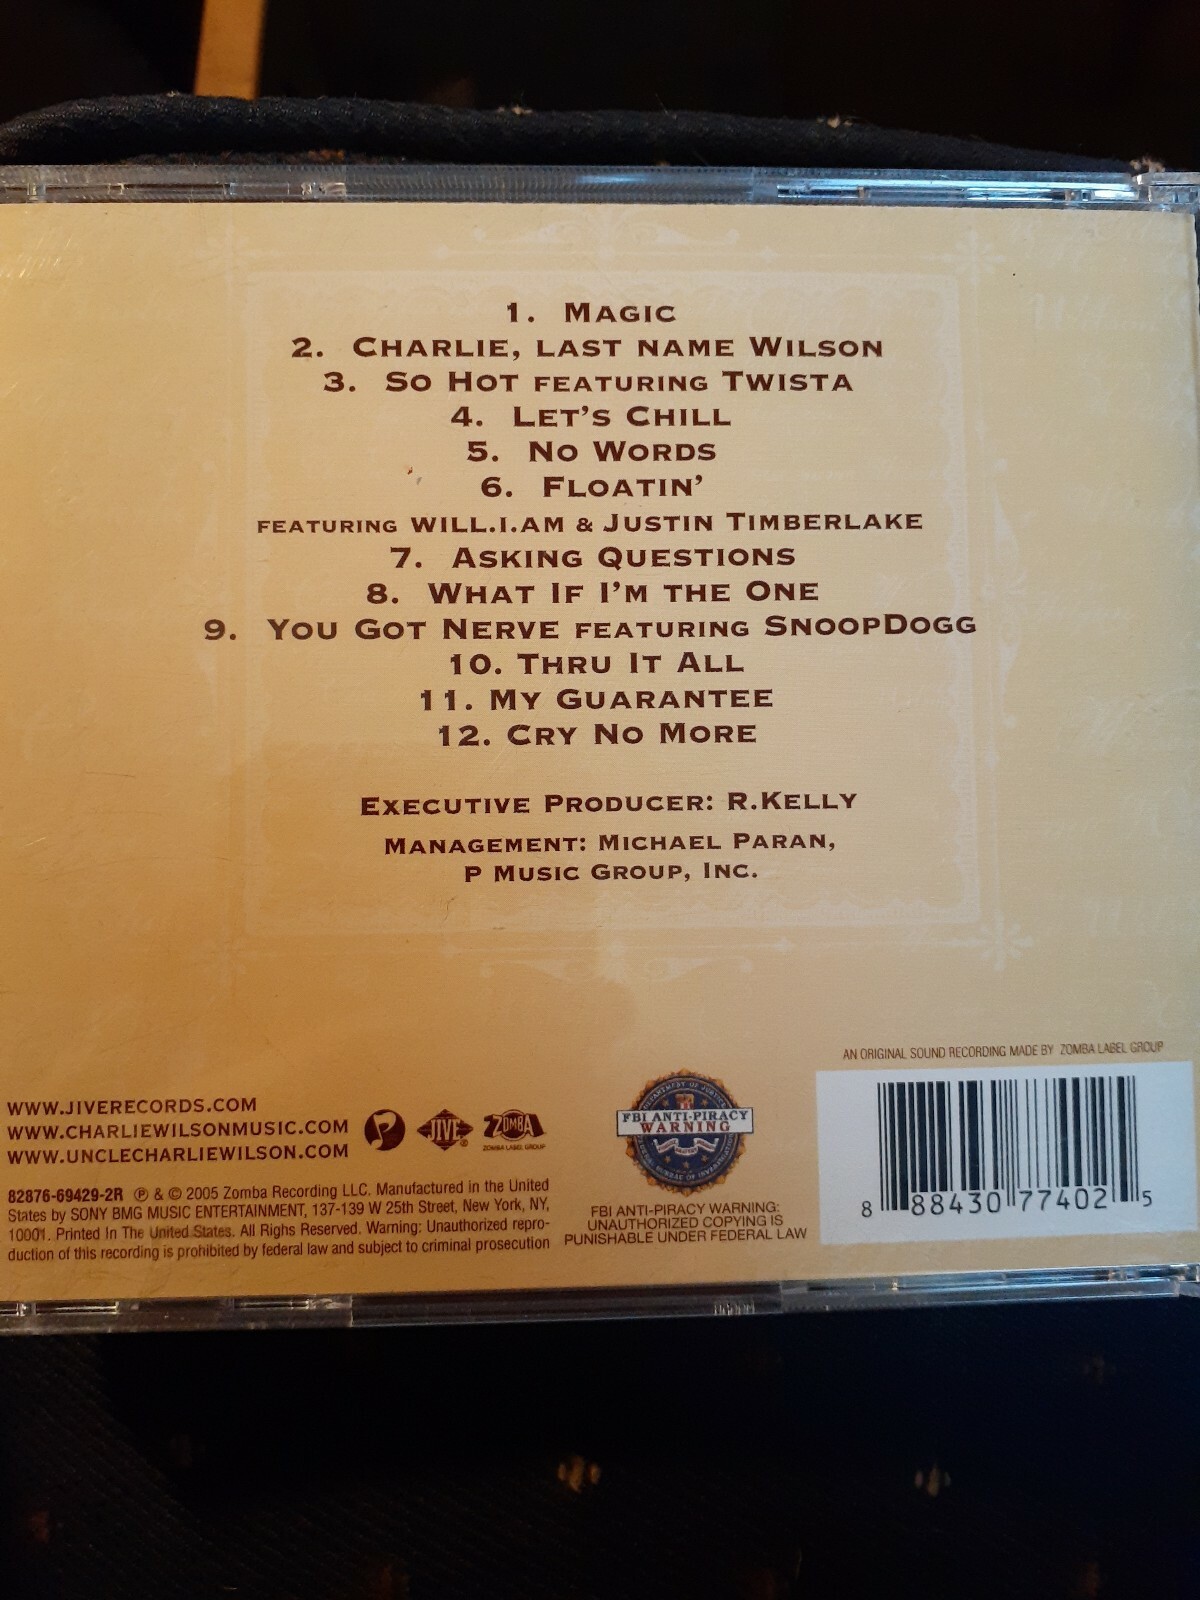 1. MAGIC
2. CHARLIE, LAST NAME WILSON
3. SO HOT FEATURING TWISTA
4. LET'S CHILL
5. NO WORDS
6. FLOATIN'
FEATURING WILL.I.AM & JUSTIN TIMBERLAKE
7. ASKING QUESTIONS
8. WHAT IF I'M THE ONE
9. YOU GOT NERVE FEATURING SNOOPDOGG
10. THRU IT ALL
11. MY GUARANTEE
12. CRY NO MORE
EXECUTIVE PRODUCER: R.KELLY
MANAGEMENT: MICHAEL PARAN,
P MUSIC GROUP, INC.
AN ORIGINAL SOUND RECORDING MADE BY ZOMBA LABEL GROUP
WWW.JIVERECORDS.COM
WWW.CHARLIEWILSONMUSIC.COM
WWW.UNCLECHARLIEWILSON.COM
P
JIVE
ZOMBA
ZOMBA LABEL GROUP
82876-69429-2R ℗ & © 2005 Zomba Recording LLC. Manufactured in the United
States by SONY BMG MUSIC ENTERTAINMENT, 137-139 W 25th Street, New York, NY,
10001. Printed In The United States. All Rights Reserved. Warning: Unauthorized repro-
duction of this recording is prohibited by federal law and subject to criminal prosecution
FBI ANTI-PIRACY
WARNING
FBI ANTI-PIRACY WARNING:
UNAUTHORIZED COPYING IS
PUNISHABLE UNDER FEDERAL LAW
8 88430 77402 5